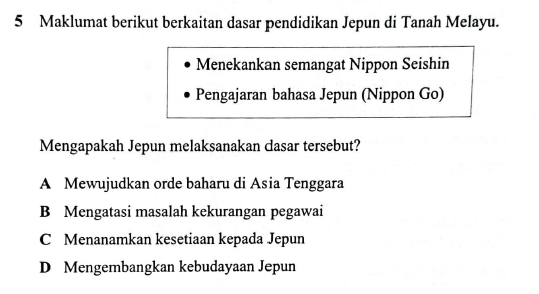 5 Maklumat berikut berkaitan dasar pendidikan Jepun di Tanah Melayu.
• Menekankan semangat Nippon Seishin
• Pengajaran bahasa Jepun (Nippon Go)
Mengapakah Jepun melaksanakan dasar tersebut?
A Mewujudkan orde baharu di Asia Tenggara
B Mengatasi masalah kekurangan pegawai
C Menanamkan kesetiaan kepada Jepun
D Mengembangkan kebudayaan Jepun